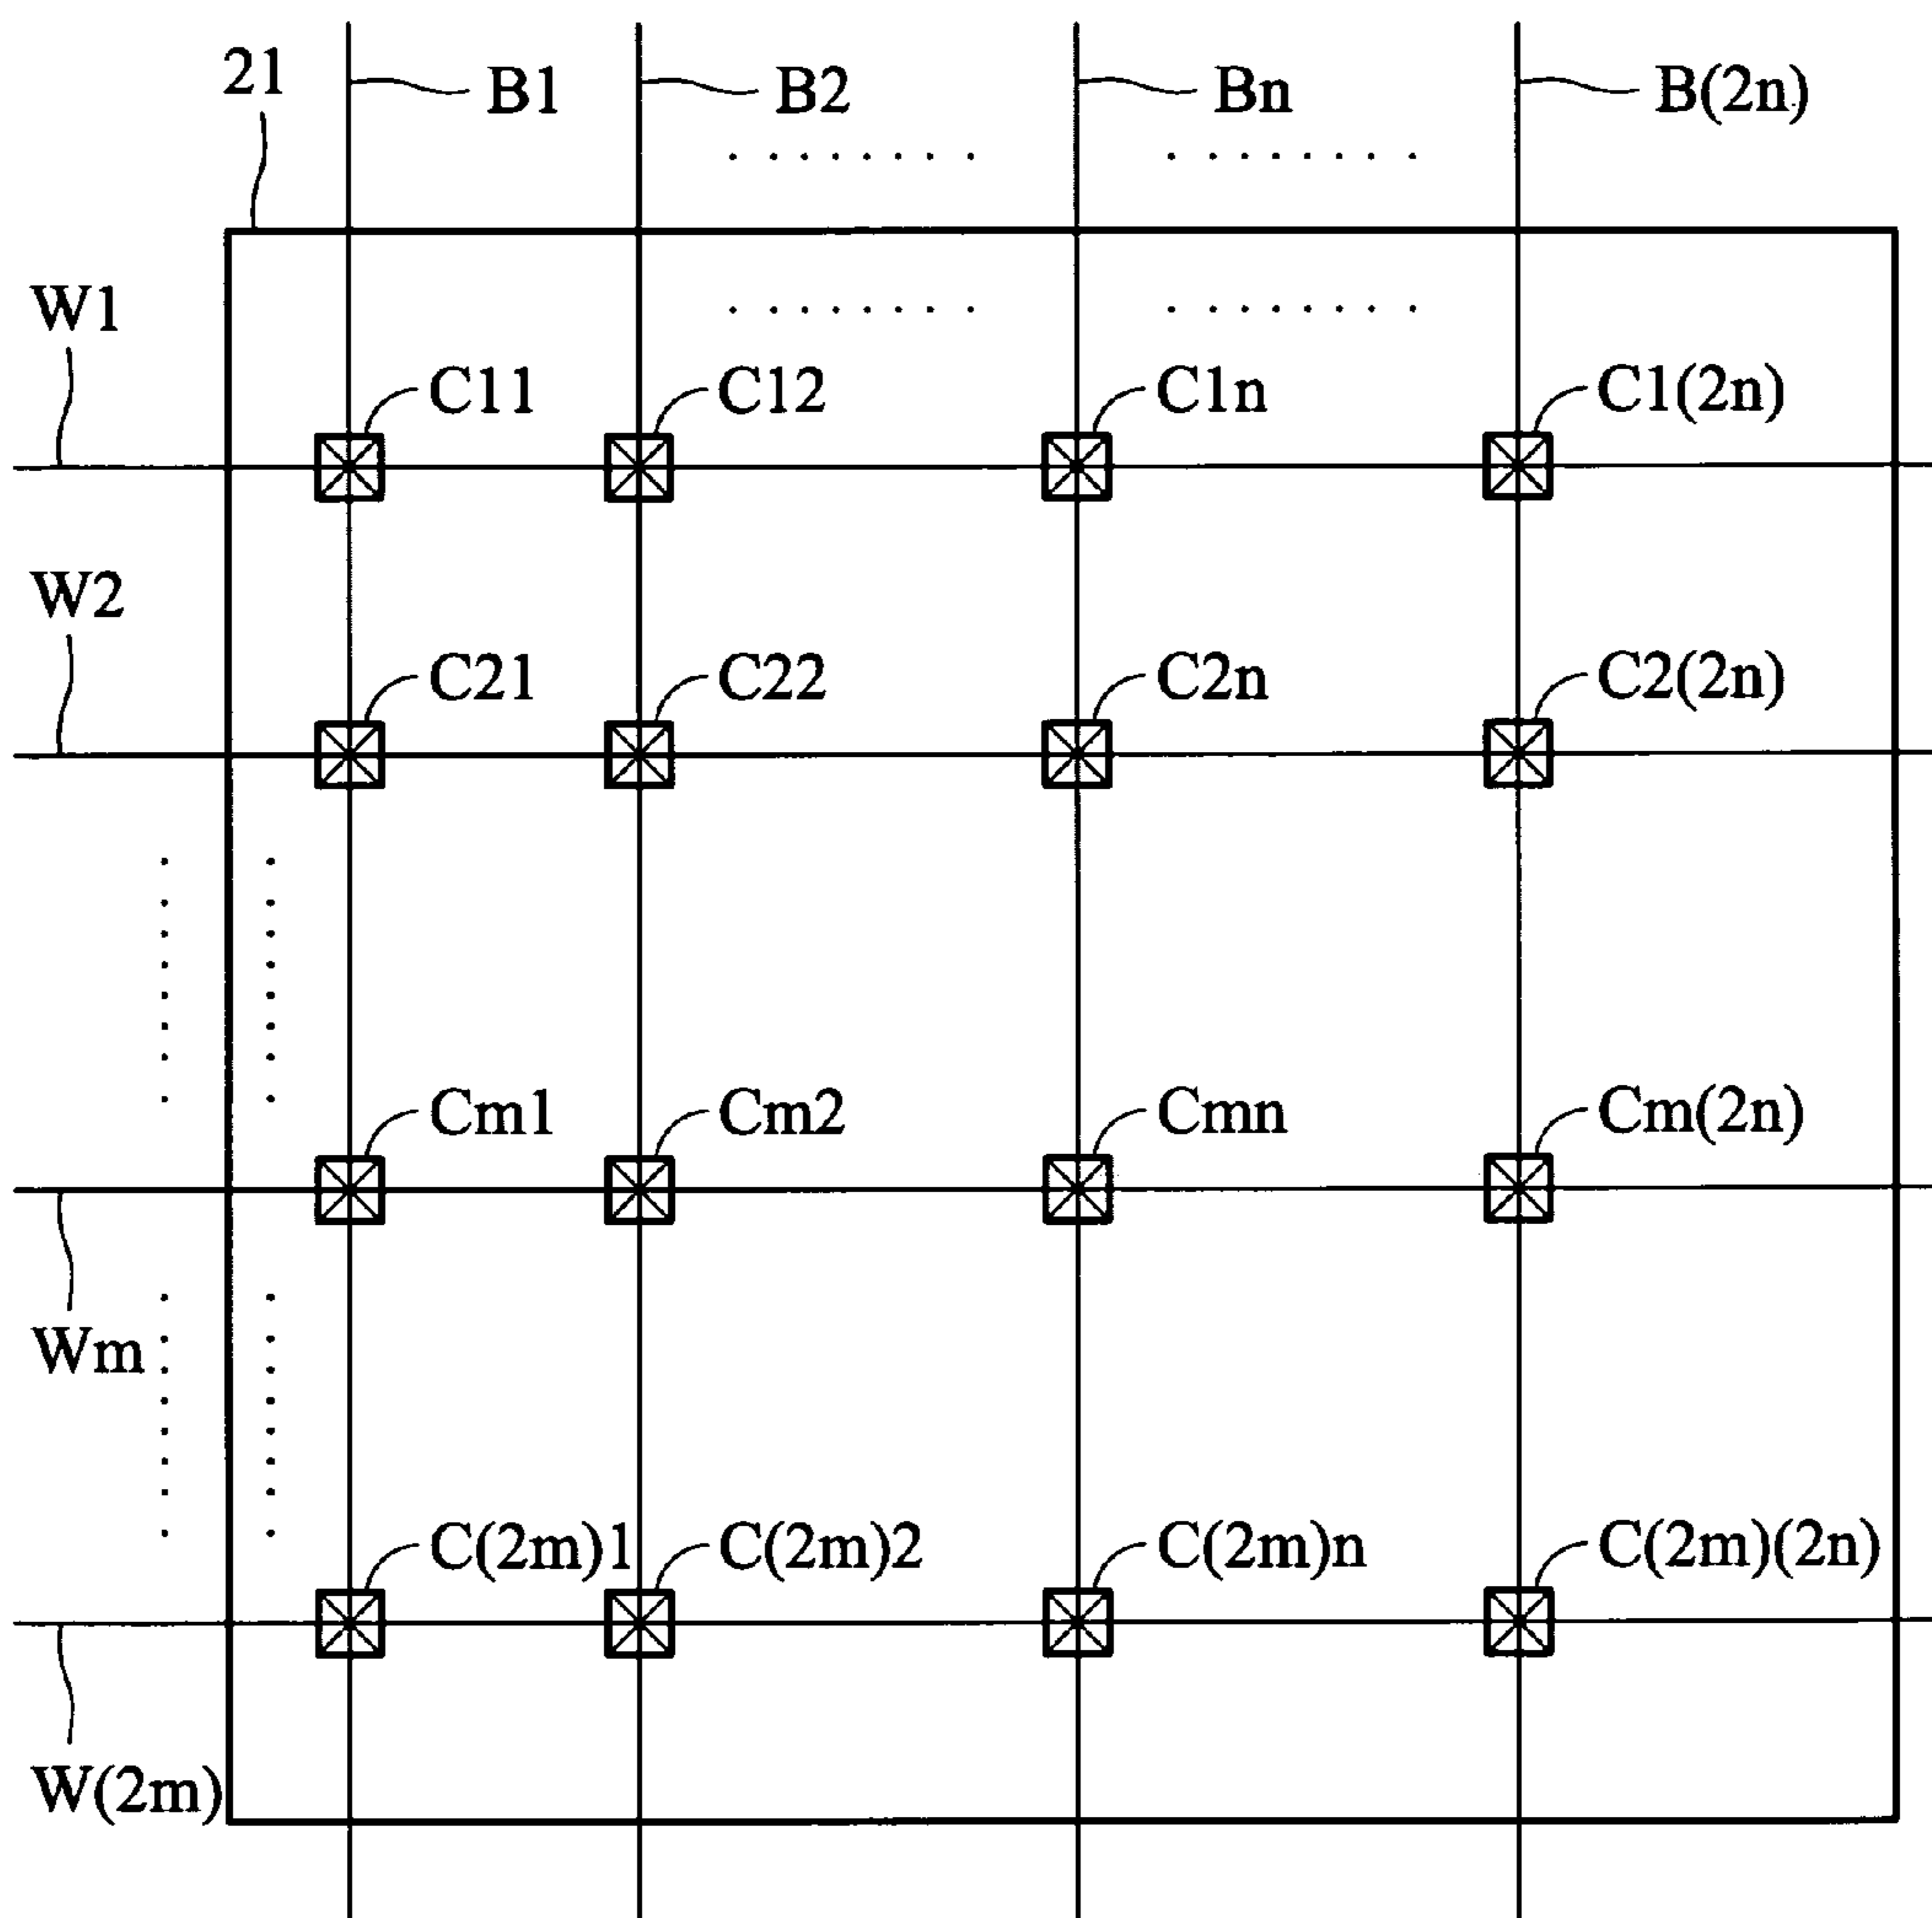 21 B1 B2 Bn B(2n)
W1
C11 C12 C1n C1(2n)
W2
C21 C22 C2n C2(2n)
Cm1 Cm2 Cmn Cm(2n)
Wm
C(2m)1 C(2m)2 C(2m)n C(2m)(2n)
W(2m)